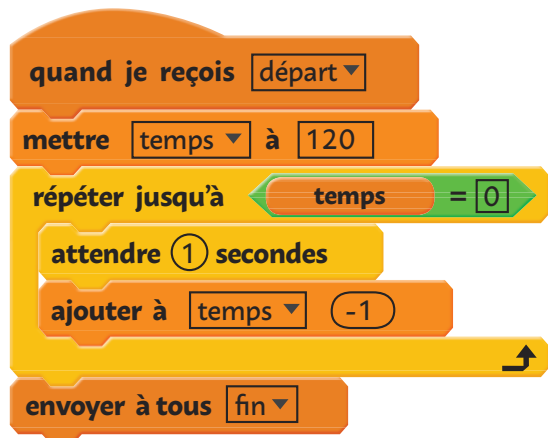 quand je reçois départ
mettre temps à 120
répéter jusqu'à temps = 0
attendre 1 secondes
ajouter à temps -1
envoyer à tous fin